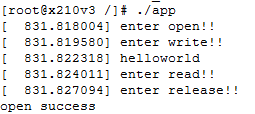 [root@x210v3 /]# ./app
[  831.818004] enter open!!
[  831.819580] enter write!!
[  831.822318] helloworld
[  831.824011] enter read!!
[  831.827094] enter release!!
open success